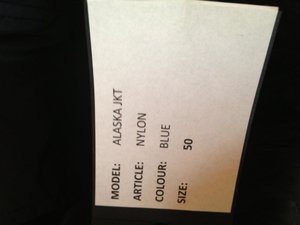 MODEL: ALASKA JKT
ARTICLE: NYLON
COLOUR: BLUE
SIZE: 50